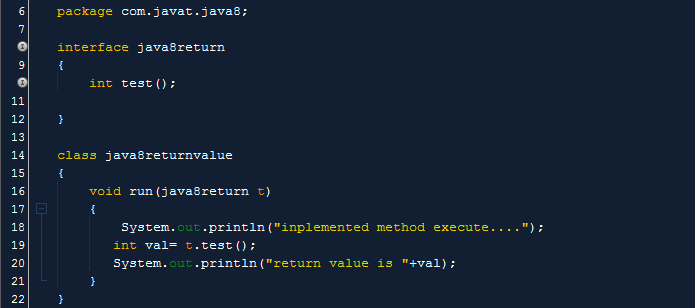 6 package com.javat.java8;
7
interface java8return
9 {
int test();
11
12 }
13
14 class java8returnvalue
15 {
16 void run(java8return t)
17 {
18 System.out.println("inplemented method execute....");
19 int val= t.test();
20 System.out.println("return value is "+val);
21 }
22 }